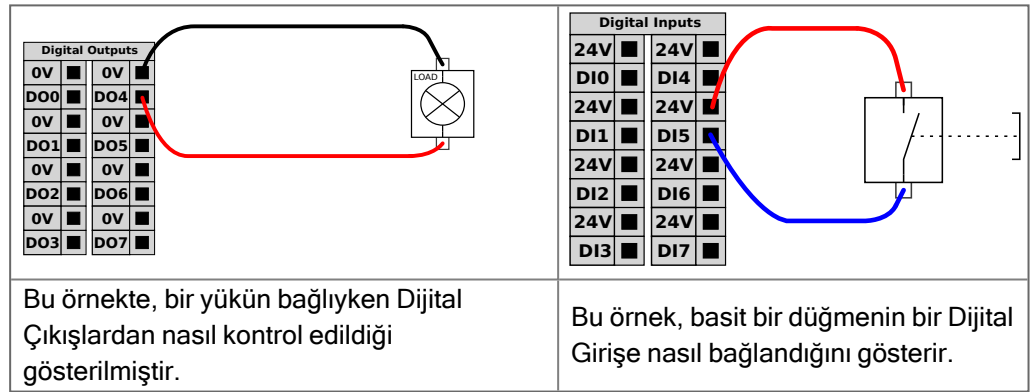 Digital Outputs
0V 0V
DO0 DO4
0V 0V
DO1 DO5
0V 0V
DO2 DO6
0V 0V
DO3 DO7
LOAD
Digital Inputs
24V 24V
DI0 DI4
24V 24V
DI1 DI5
24V 24V
DI2 DI6
24V 24V
DI3 DI7
Bu örnekte, bir yükün bağlıyken Dijital
Çıkışlardan nasıl kontrol edildiği
gösterilmiştir.
Bu örnek, basit bir düğmenin bir Dijital
Girişe nasıl bağlandığını gösterir.